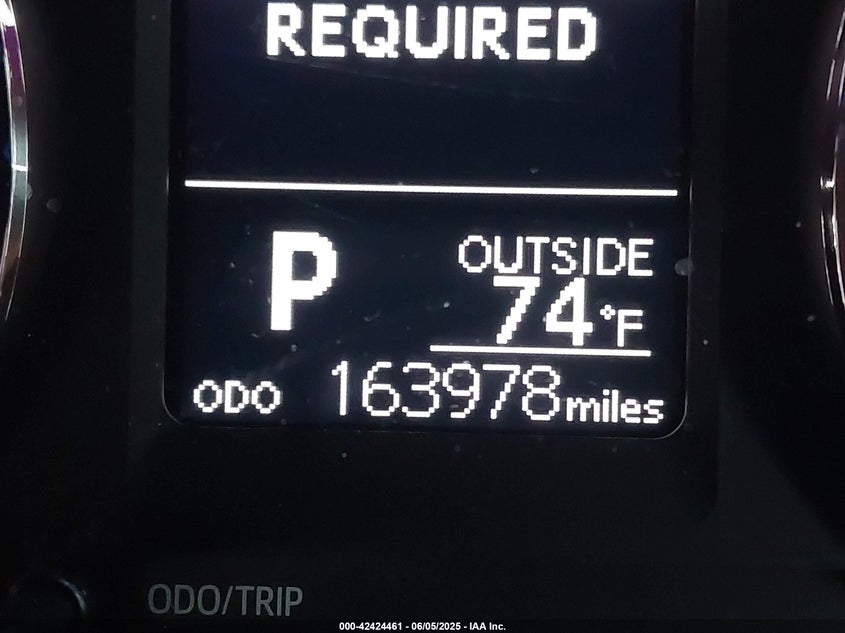 REQUIRED
P
OUTSIDE
74°F
ODO 163978 miles
ODO/TRIP
000-42424461 - 06/05/2025 - IAA Inc.